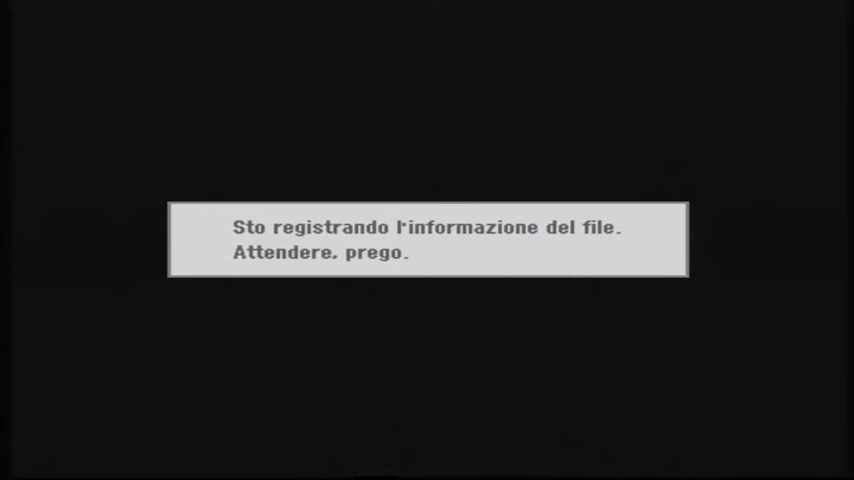 Sto registrando l'informazione del file.
Attendere, prego.